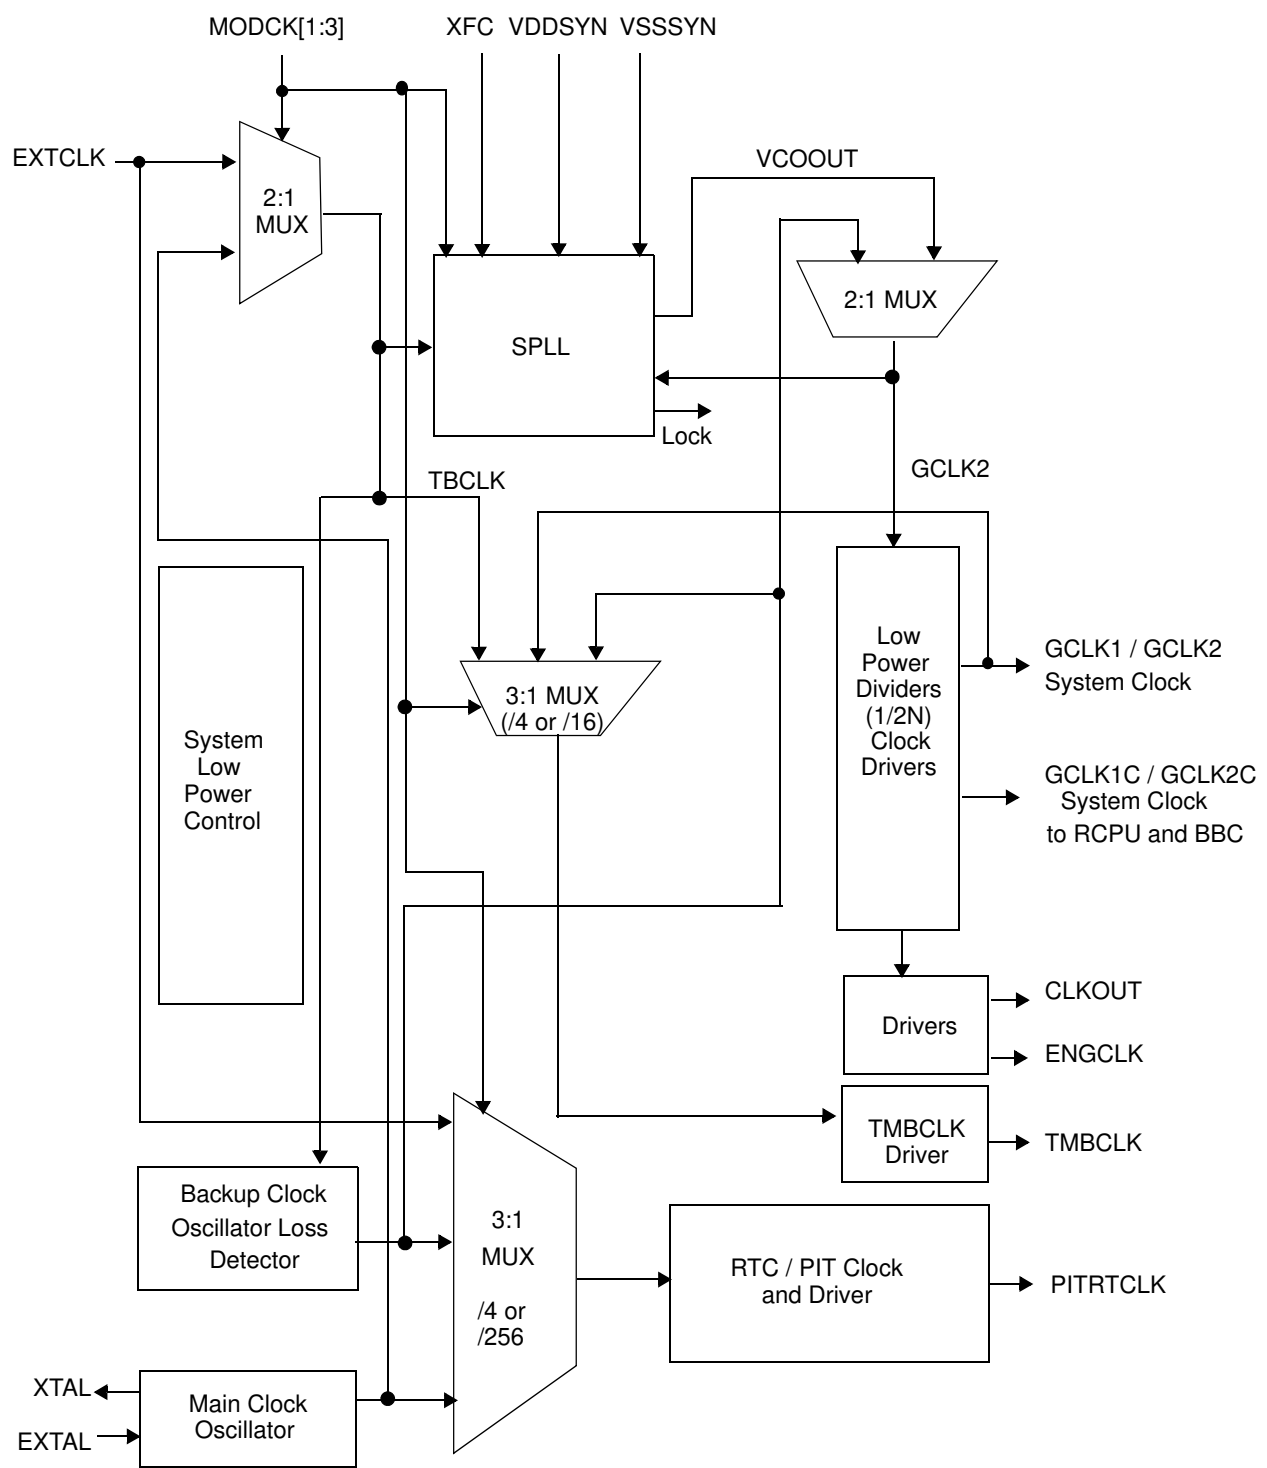 MODCK[1:3]
XFC VDDSYN VSSSYN
EXTCLK
2:1
MUX
VCOOUT
2:1 MUX
SPLL
Lock
TBCLK
GCLK2
Low
Power
Dividers
(1/2N)
Clock
Drivers
GCLK1 / GCLK2
System Clock
3:1 MUX
(/4 or /16)
System
Low
Power
Control
GCLK1C / GCLK2C
System Clock
to RCPU and BBC
Drivers
CLKOUT
ENGCLK
TMBCLK
Driver
TMBCLK
Backup Clock
Oscillator Loss
Detector
3:1
MUX
/4 or
/256
RTC / PIT Clock
and Driver
PITRTCLK
XTAL
EXTAL
Main Clock
Oscillator